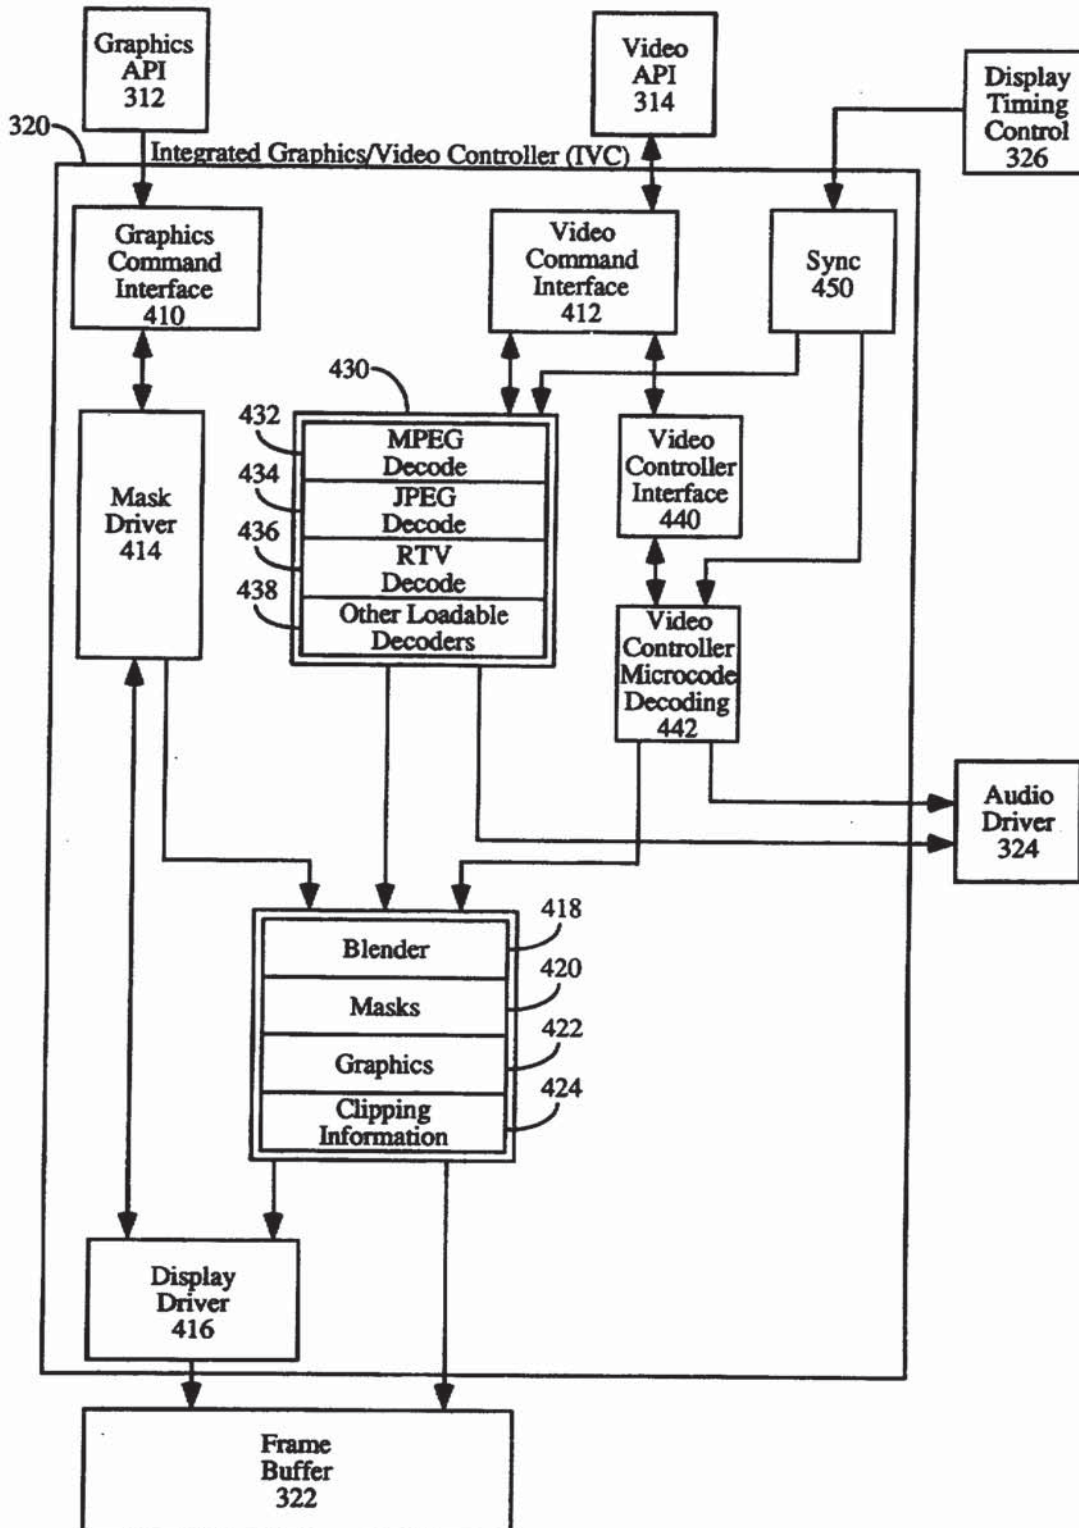 Graphics
API
312
Video
API
314
Display
Timing
Control
326
320
Integrated Graphics/Video Controller (IVC)
Graphics
Command
Interface
410
Video
Command
Interface
412
Sync
450
430
432
MPEG
Decode
434
JPEG
Decode
436
RTV
Decode
438
Other Loadable
Decoders
Mask
Driver
414
Video
Controller
Interface
440
Video
Controller
Microcode
Decoding
442
Audio
Driver
324
Blender
418
Masks
420
Graphics
422
Clipping
Information
424
Display
Driver
416
Frame
Buffer
322